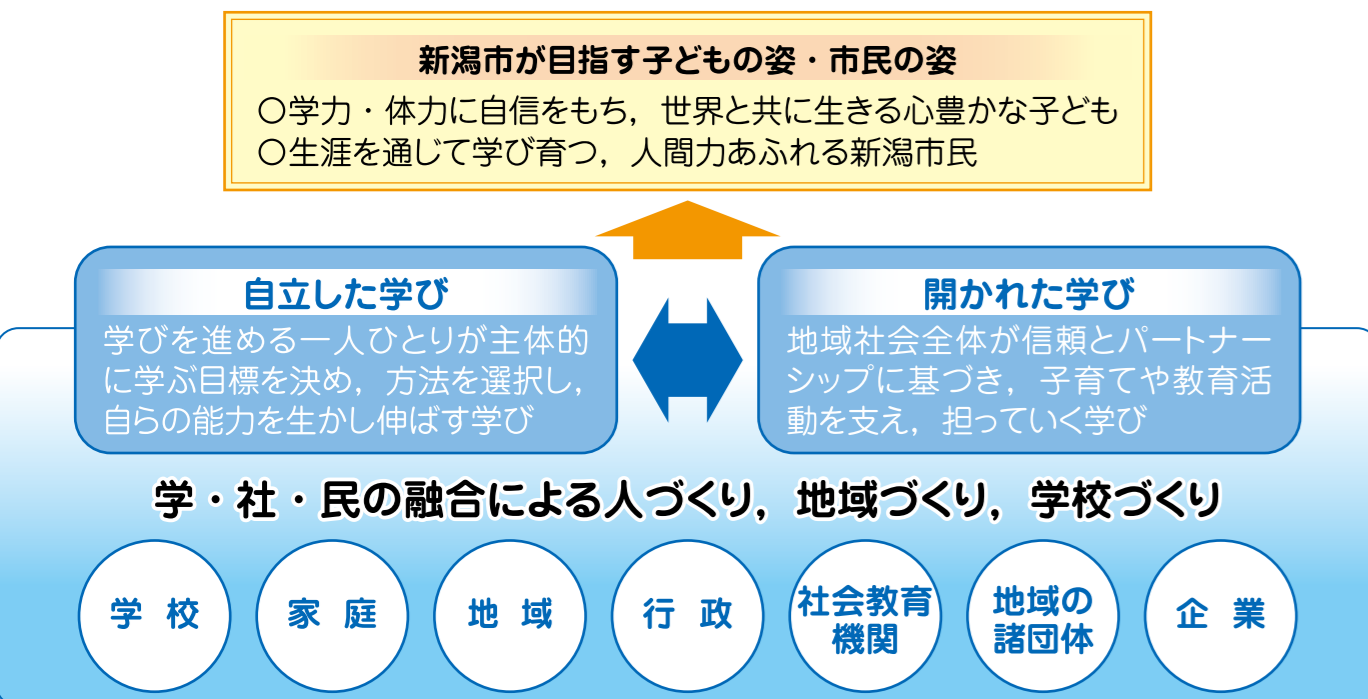 新潟市が目指す子どもの姿・市民の姿
○学力・体力に自信をもち，世界と共に生きる心豊かな子ども
○生涯を通じて学び育つ，人間力あふれる新潟市民
自立した学び
学びを進める一人ひとりが主体的
に学ぶ目標を決め，方法を選択し，
自らの能力を生かし伸ばす学び
開かれた学び
地域社会全体が信頼とパートナー
シップに基づき，子育てや教育活
動を支え，担っていく学び
学・社・民の融合による人づくり，地域づくり，学校づくり
学 校
家 庭
地 域
行 政
社会教育
機関
地域の
諸団体
企 業